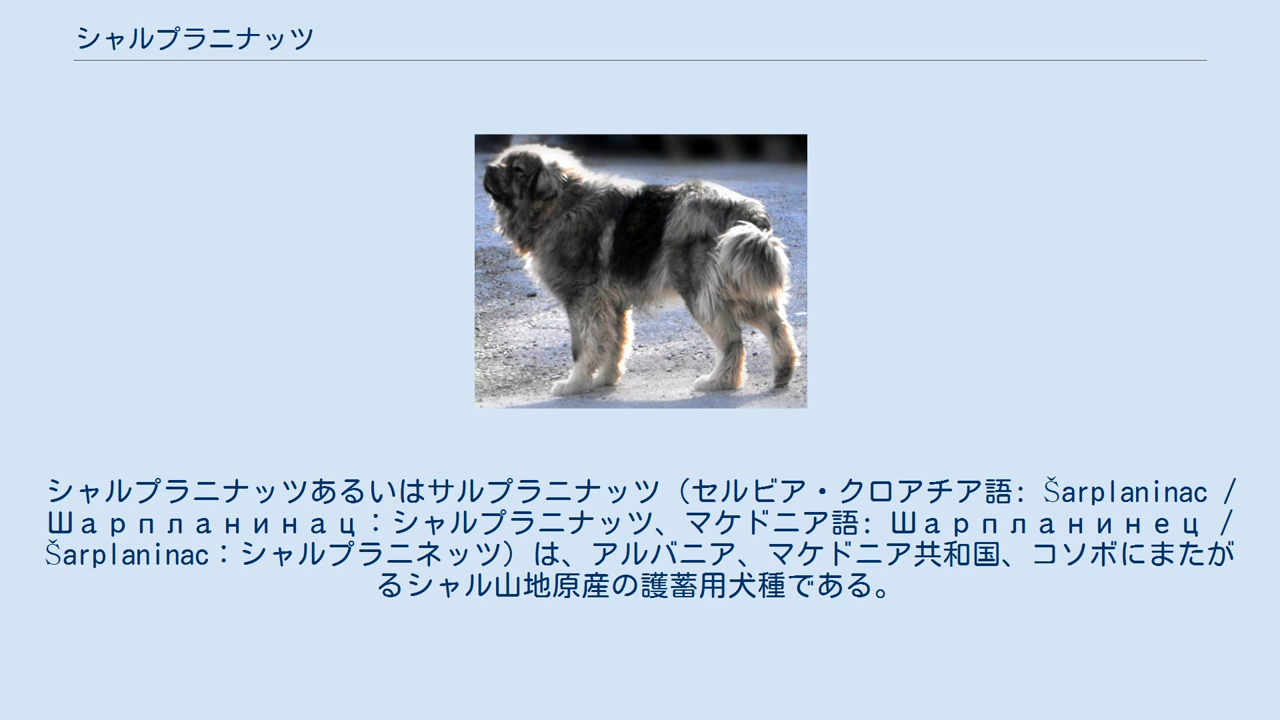 シャルプラニナッツ
シャルプラニナッツあるいはサルプラニナッツ（セルビア・クロアチア語: Šarplaninac /
Шарпланинац：シャルプラニナッツ、マケドニア語: Шарпланинец /
Šarplaninac：シャルプラニネッツ）は、アルバニア、マケドニア共和国、コソボにまたが
るシャル山地原産の護蓄用犬種である。